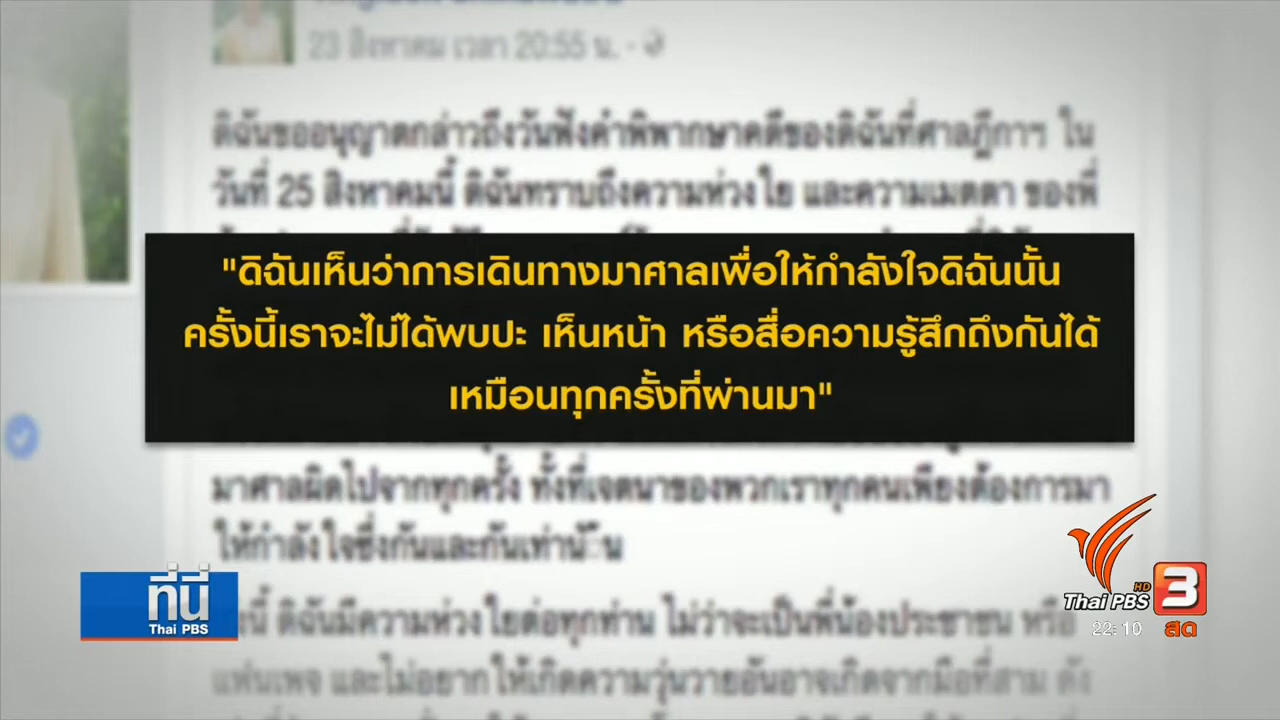 23 สิงหาคม เวลา 20:55 น.
ดิฉันขออนุญาตกล่าวถึงวันฟังคำพิพากษาคดีของดิฉันที่ศาลฎีกาฯ ใน
วันที่ 25 สิงหาคมนี้ ดิฉันทราบถึงความห่วงใย และความเมตตา ของพี่
"ดิฉันเห็นว่าการเดินทางมาศาลเพื่อให้กำลังใจดิฉันนั้น
ครั้งนี้เราจะไม่ได้พบปะ เห็นหน้า หรือสื่อความรู้สึกถึงกันได้
เหมือนทุกครั้งที่ผ่านมา"
มาศาลผิดไปจากทุกครั้ง ทั้งที่เจตนาของพวกเราทุกคนเพียงต้องการมา
ให้กำลังใจซึ่งกันและกันเท่านั้น
ดิฉันมีความห่วงใยต่อทุกท่าน ไม่ว่าจะเป็นพี่น้องประชาชน หรือ
แฟนเพจ และไม่อยากให้เกิดความวุ่นวายอันอาจเกิดจากมือที่สาม ดัง
ที่นี่
Thai PBS
Thai PBS HD 3
22:10 สด